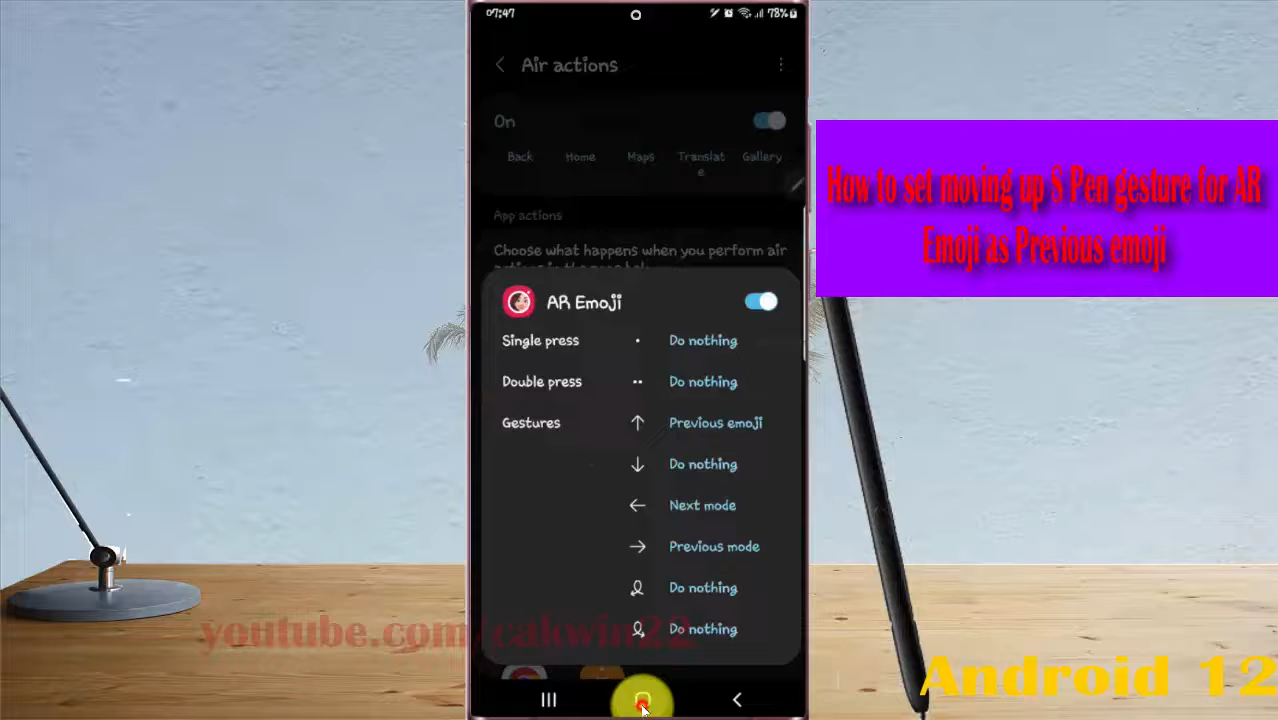 07:47
78%
Air actions
On
Back Home Maps Translat Gallery
e
App actions
Choose what happens when you perform air
AR Emoji
Single press Do nothing
Double press Do nothing
Gestures Previous emoji
Do nothing
Next mode
Previous mode
Do nothing
Do nothing
How to set moving up S Pen gesture for AR
Emoji as Previous emoji
youtube.com/cakwin22
Android 12